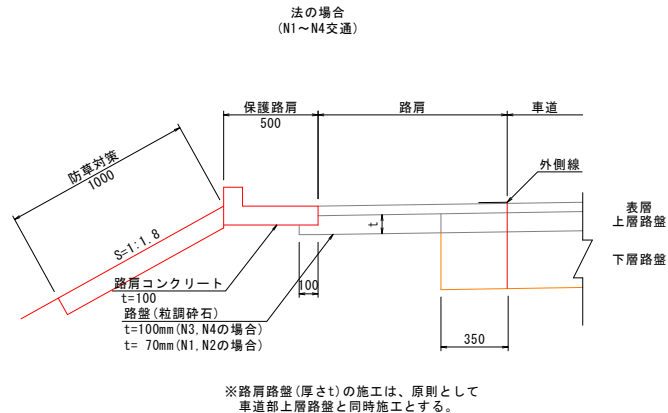 法の場合
(N1～N4交通)
保護路肩
500
路肩
車道
防草対策
1000
外側線
表層
上層路盤
t
S=1:1.8
下層路盤
路肩コンクリート
t=100
100
路盤(粒調砕石)
t=100mm(N3,N4の場合)
t= 70mm(N1,N2の場合)
350
※路肩路盤(厚さt)の施工は、原則として
車道部上層路盤と同時施工とする。